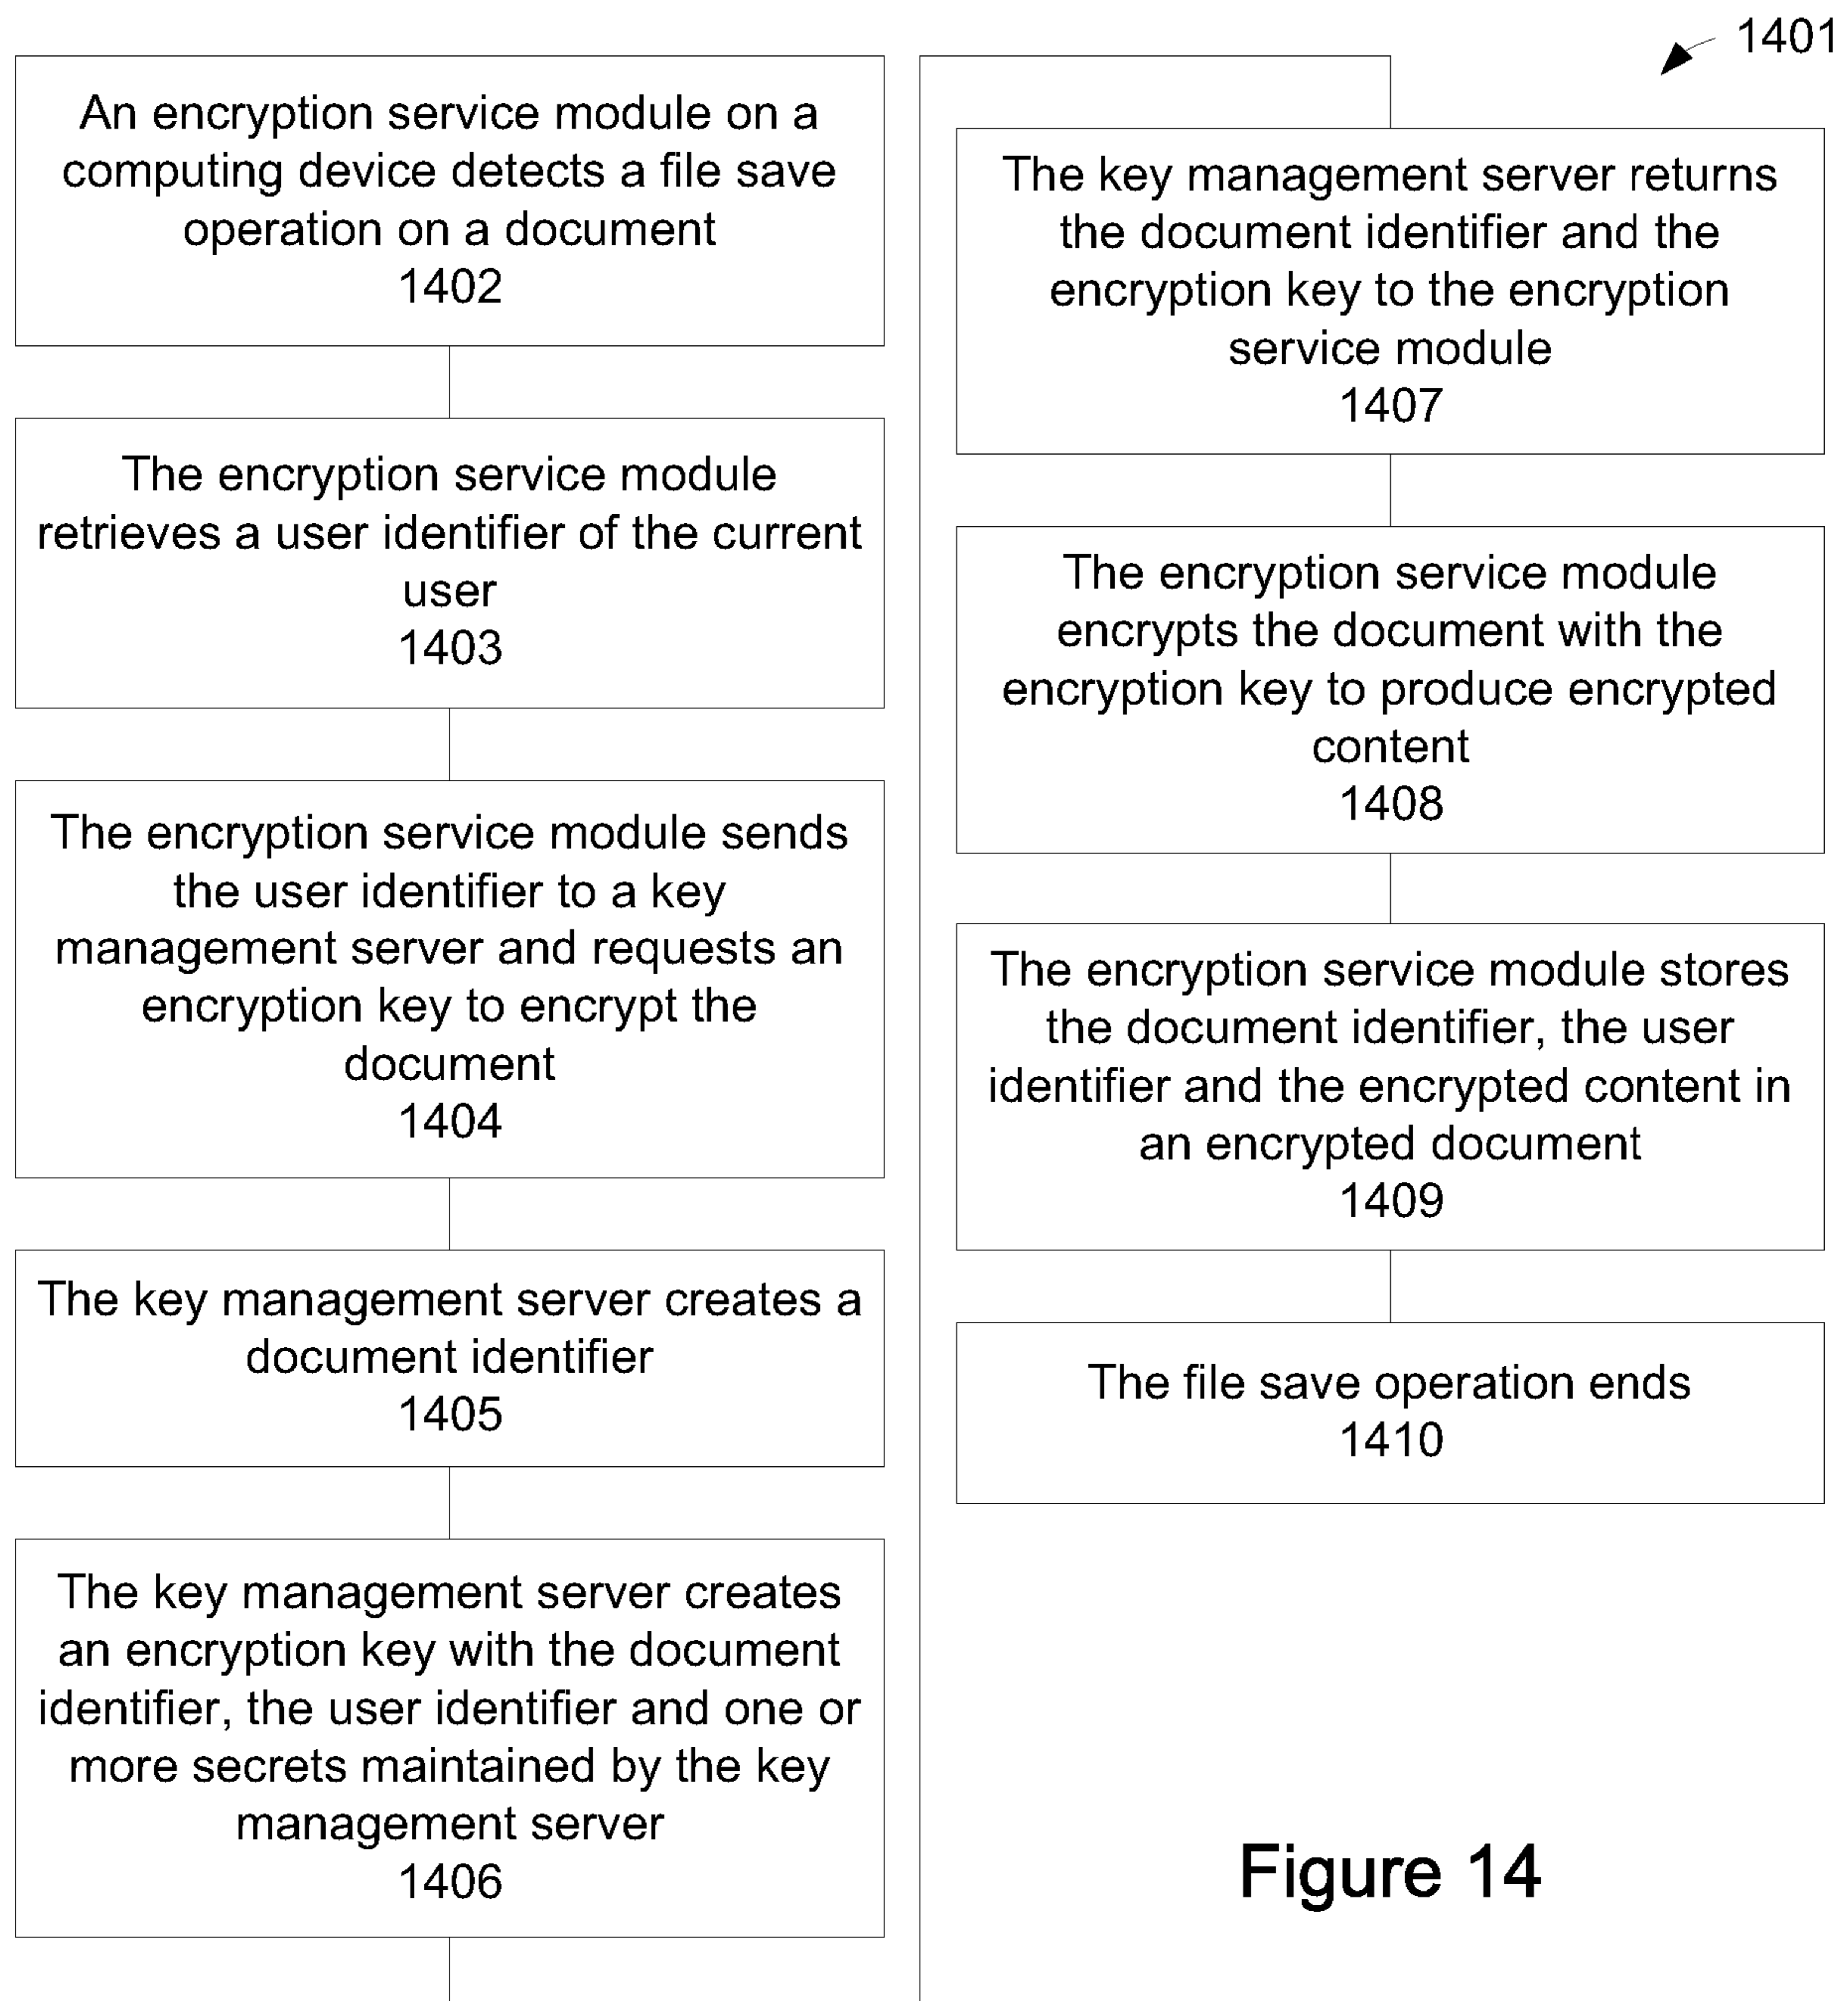 1401
An encryption service module on a
computing device detects a file save
operation on a document
1402
The encryption service module
retrieves a user identifier of the current
user
1403
The encryption service module sends
the user identifier to a key
management server and requests an
encryption key to encrypt the
document
1404
The key management server creates a
document identifier
1405
The key management server creates
an encryption key with the document
identifier, the user identifier and one or
more secrets maintained by the key
management server
1406
The key management server returns
the document identifier and the
encryption key to the encryption
service module
1407
The encryption service module
encrypts the document with the
encryption key to produce encrypted
content
1408
The encryption service module stores
the document identifier, the user
identifier and the encrypted content in
an encrypted document
1409
The file save operation ends
1410
Figure 14